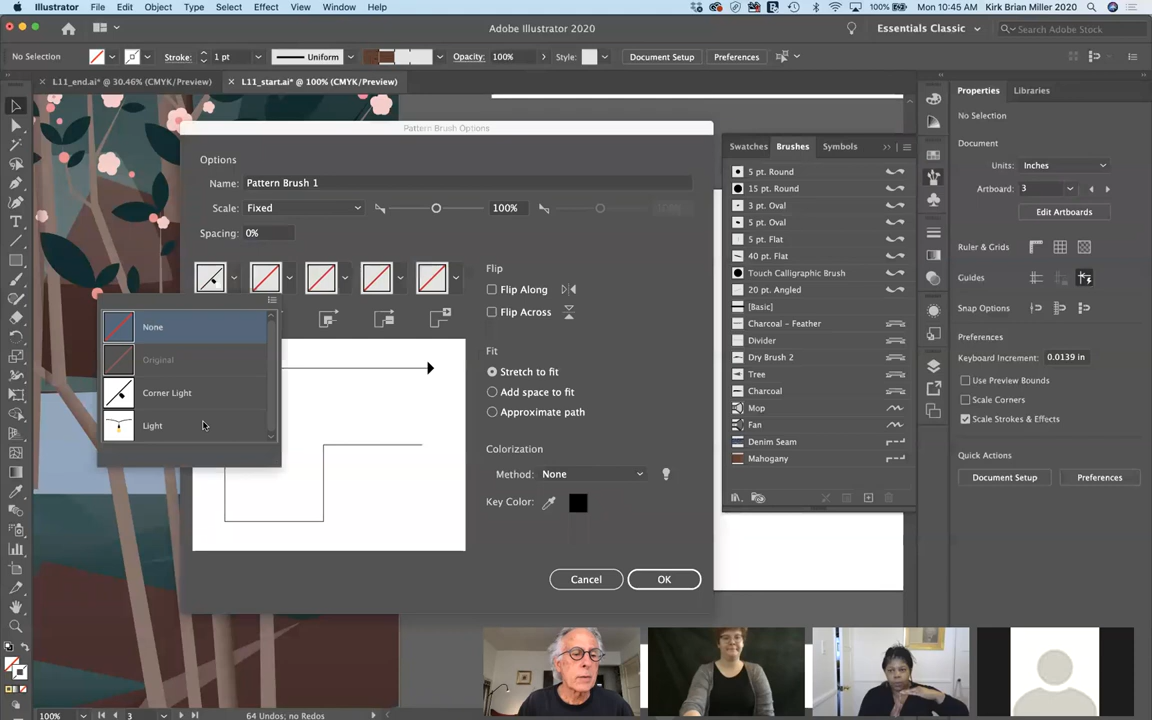 Illustrator File Edit Object Type Select Effect View Window Help 100% Mon 10:45 AM Kirk Brian Miller 2020
Adobe Illustrator 2020
Essentials Classic
Search Adobe Stock
No Selection
Stroke: 1 pt
Uniform
Opacity: 100%
Style:
Document Setup
Preferences
L11_end.ai* @ 30.46% (CMYK/Preview)
L11_start.ai* @ 100% (CMYK/Preview)
Pattern Brush Options
Options
Name: Pattern Brush 1
Scale: Fixed 100%
Spacing: 0%
None
Original
Corner Light
Light
Flip
Flip Along
Flip Across
Fit
Stretch to fit
Add space to fit
Approximate path
Colorization
Method: None
Key Color:
Cancel
OK
Swatches Brushes Symbols
5 pt. Round
15 pt. Round
3 pt. Oval
5 pt. Oval
5 pt. Flat
40 pt. Flat
Touch Calligraphic Brush
20 pt. Angled
[Basic]
Charcoal - Feather
Divider
Dry Brush 2
Tree
Charcoal
Mop
Fan
Denim Seam
Mahogany
Properties Libraries
No Selection
Document
Units: Inches
Artboard: 3
Edit Artboards
Ruler & Grids
Guides
Snap Options
Preferences
Keyboard Increment: 0.0139 in
Use Preview Bounds
Scale Corners
Scale Strokes & Effects
Quick Actions
Document Setup
Preferences
100% 3 64 Undos; no Redos